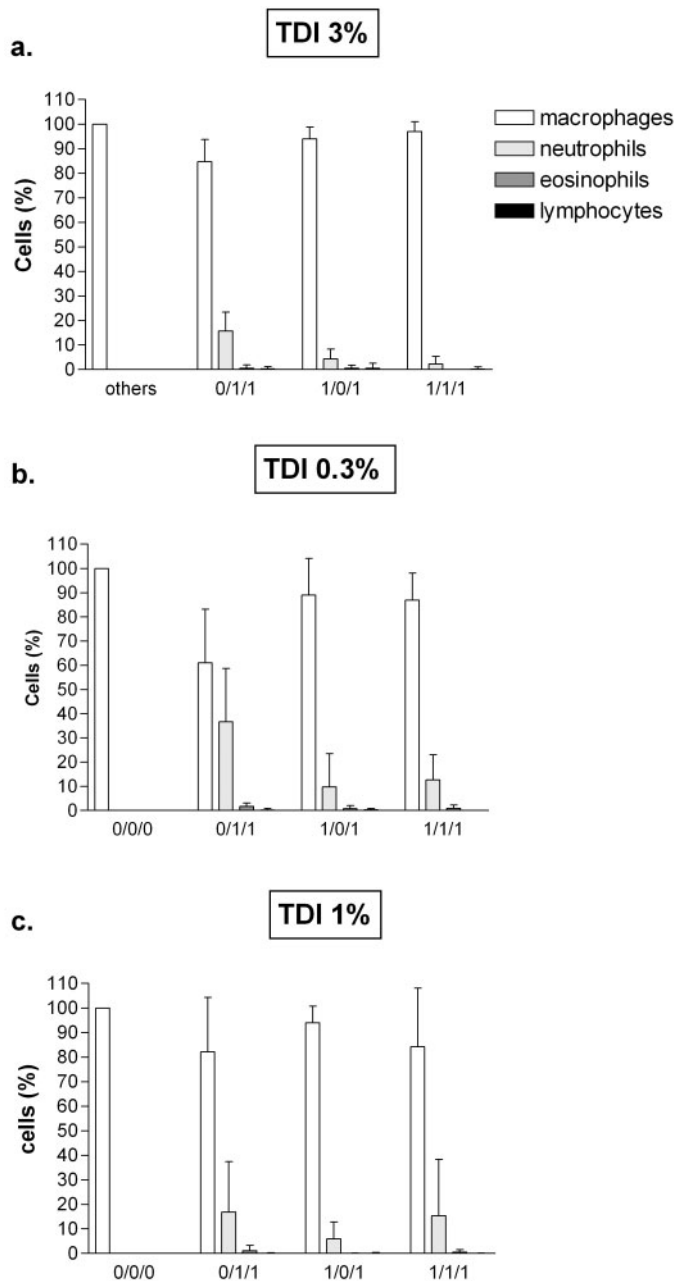 TDI 3%
a.
110
100
90
80
70
60
50
40
30
20
10
0
Cells (%)
others 0/1/1 1/0/1 1/1/1
macrophages
neutrophils
eosinophils
lymphocytes
TDI 0.3%
b.
110
100
90
80
70
60
50
40
30
20
10
0
Cells (%)
0/0/0 0/1/1 1/0/1 1/1/1
TDI 1%
c.
110
100
90
80
70
60
50
40
30
20
10
0
cells (%)
0/0/0 0/1/1 1/0/1 1/1/1